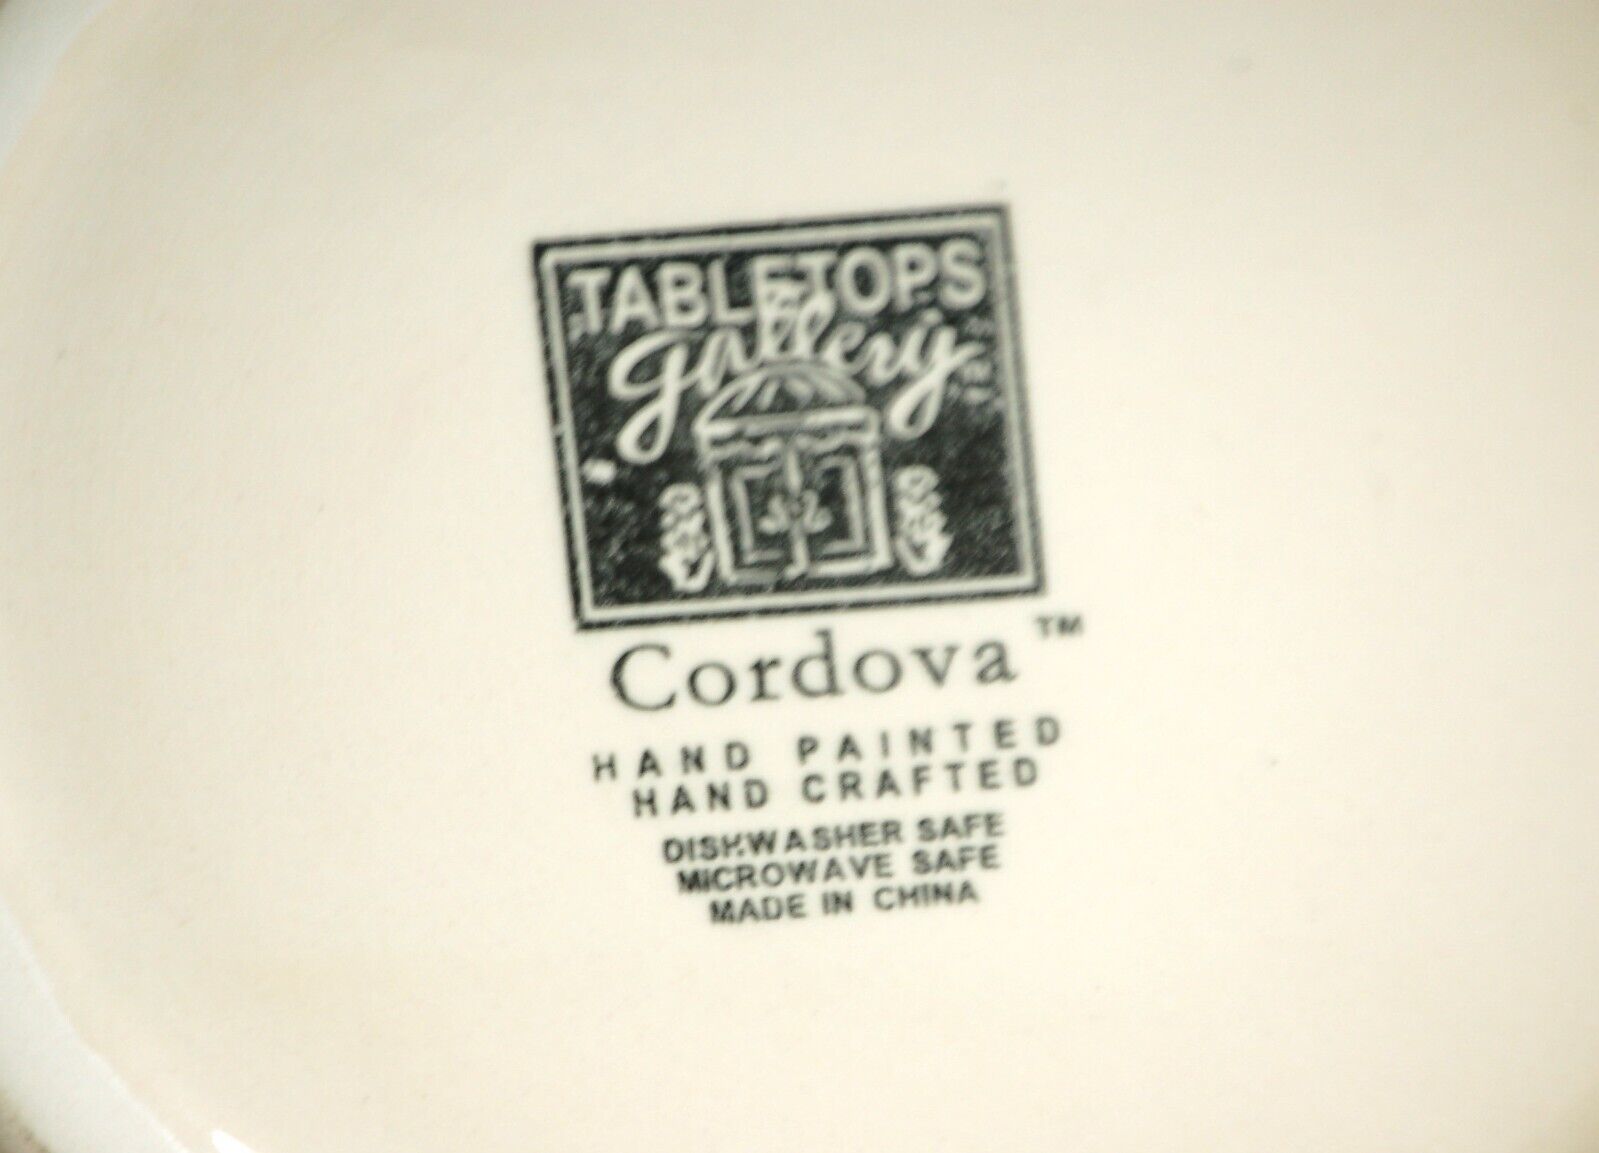 TABLETOPS
gallery
Cordova™
HAND PAINTED
HAND CRAFTED
DISHWASHER SAFE
MICROWAVE SAFE
MADE IN CHINA